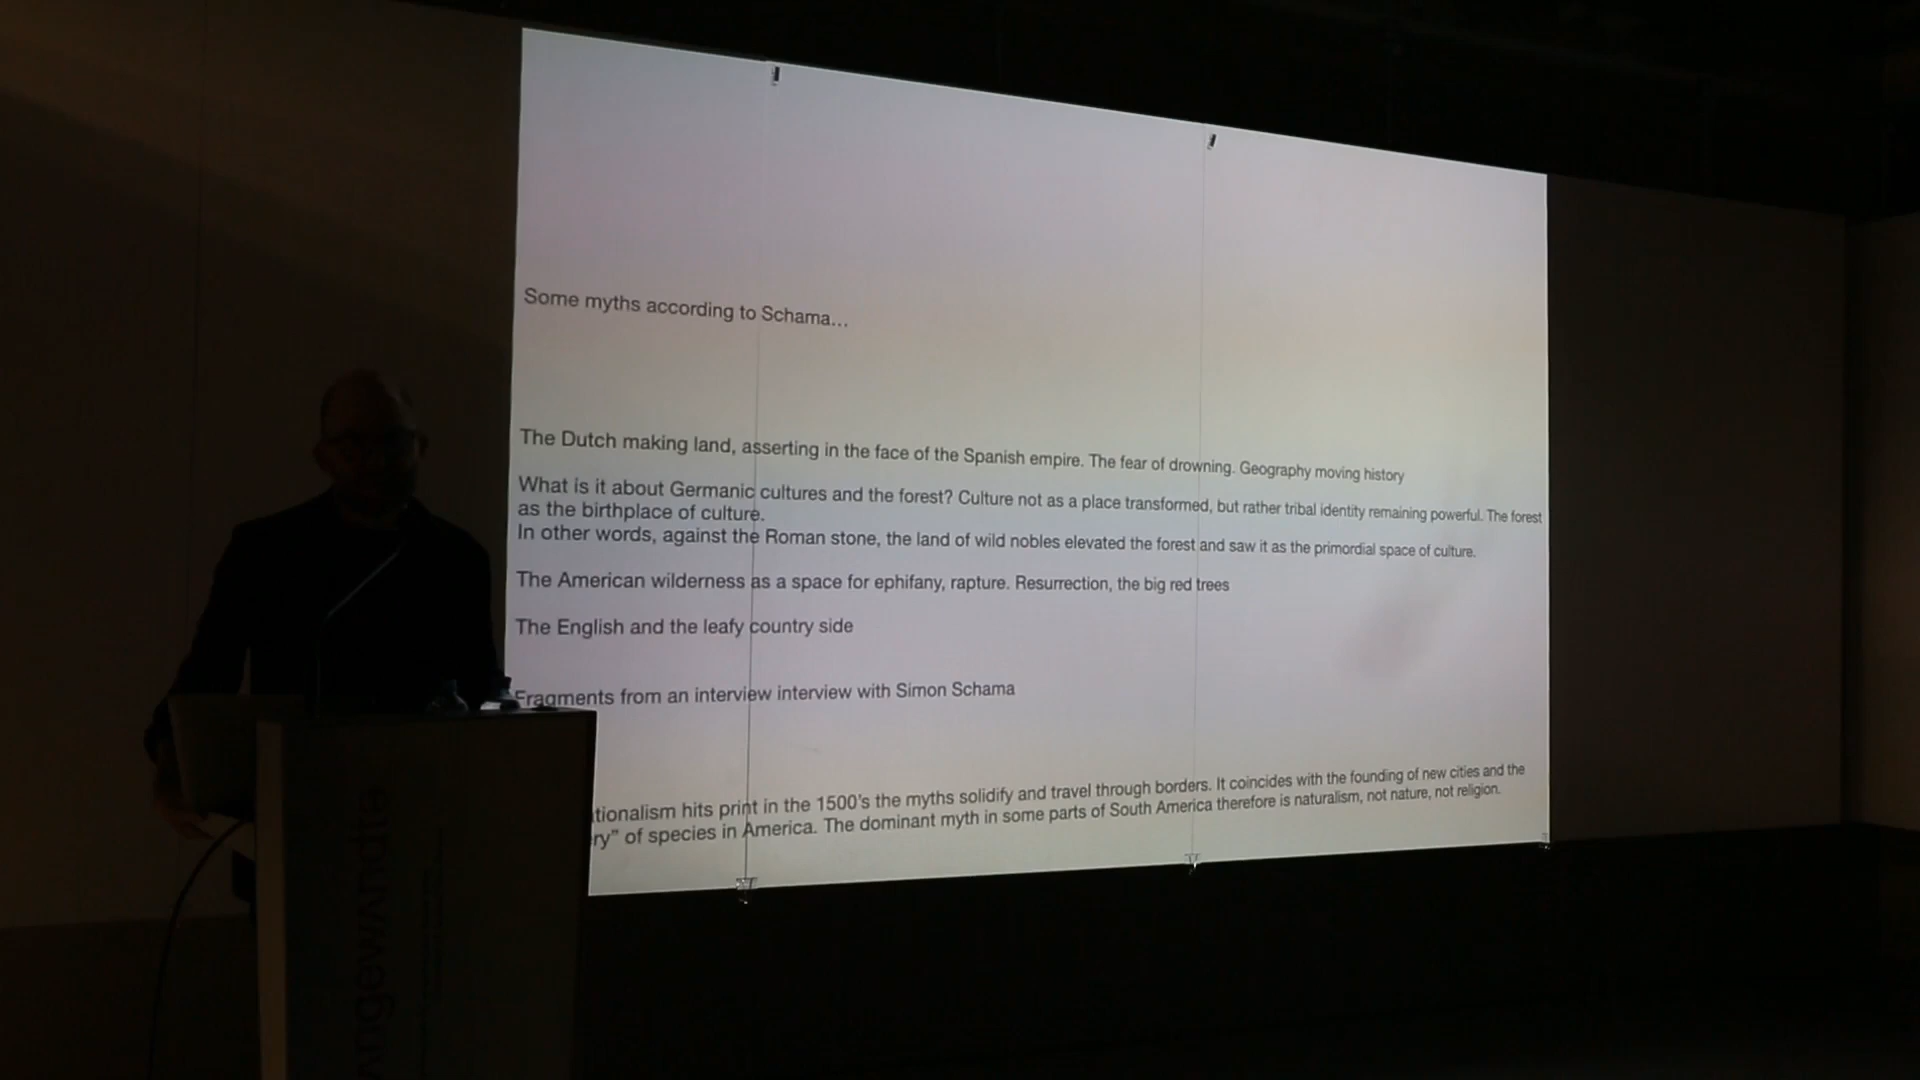 Some myths according to Schama...
The Dutch making land, asserting in the face of the Spanish empire. The fear of drowning. Geography moving history
What is it about Germanic cultures and the forest? Culture not as a place transformed, but rather tribal identity remaining powerful. The forest
as the birthplace of culture.
In other words, against the Roman stone, the land of wild nobles elevated the forest and saw it as the primordial space of culture.
The American wilderness as a space for ephifany, rapture. Resurrection, the big red trees
The English and the leafy country side
Fragments from an interview interview with Simon Schama
tionalism hits print in the 1500's the myths solidify and travel through borders. It coincides with the founding of new cities and the
ry" of species in America. The dominant myth in some parts of South America therefore is naturalism, not nature, not religion.